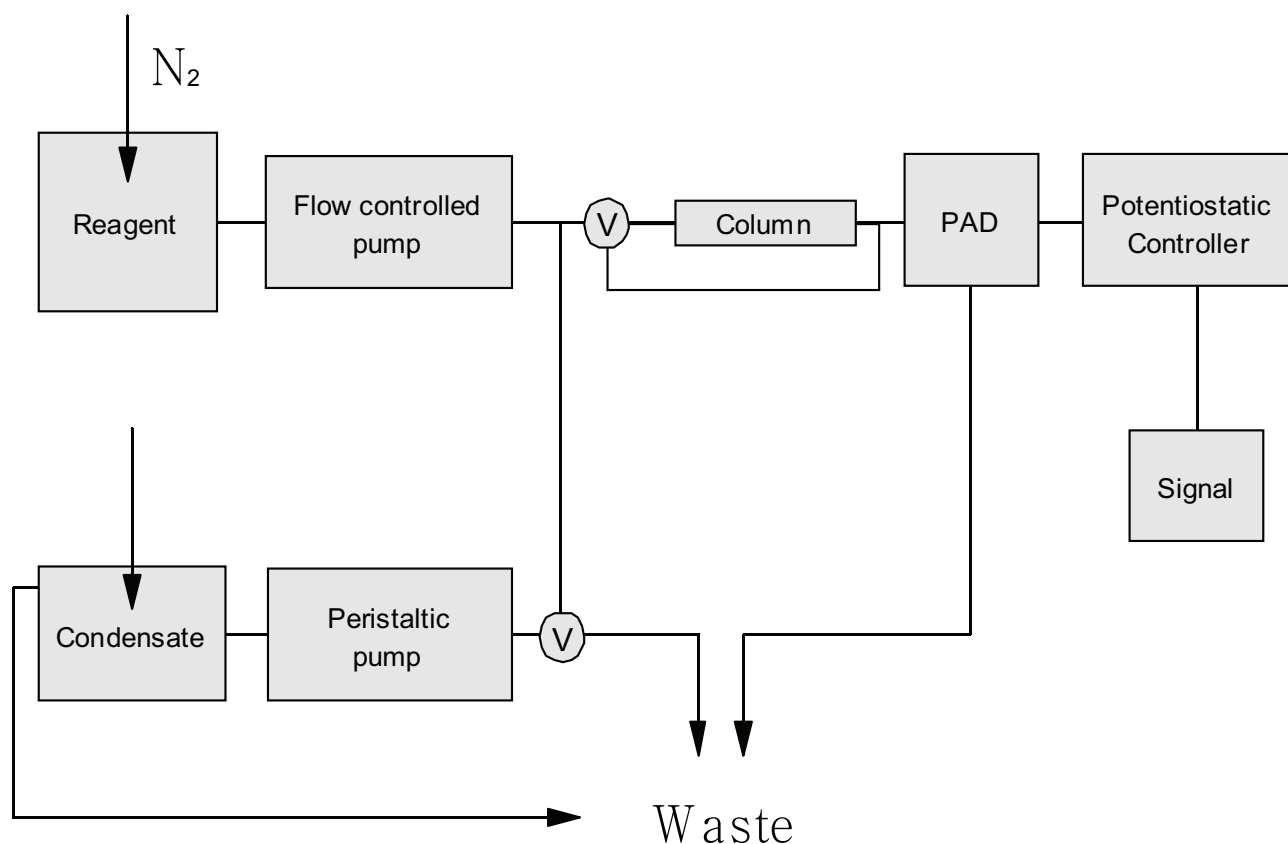 N₂
Reagent
Flow controlled
pump
V
Column
PAD
Potentiostatic
Controller
Signal
Condensate
Peristaltic
pump
V
Waste